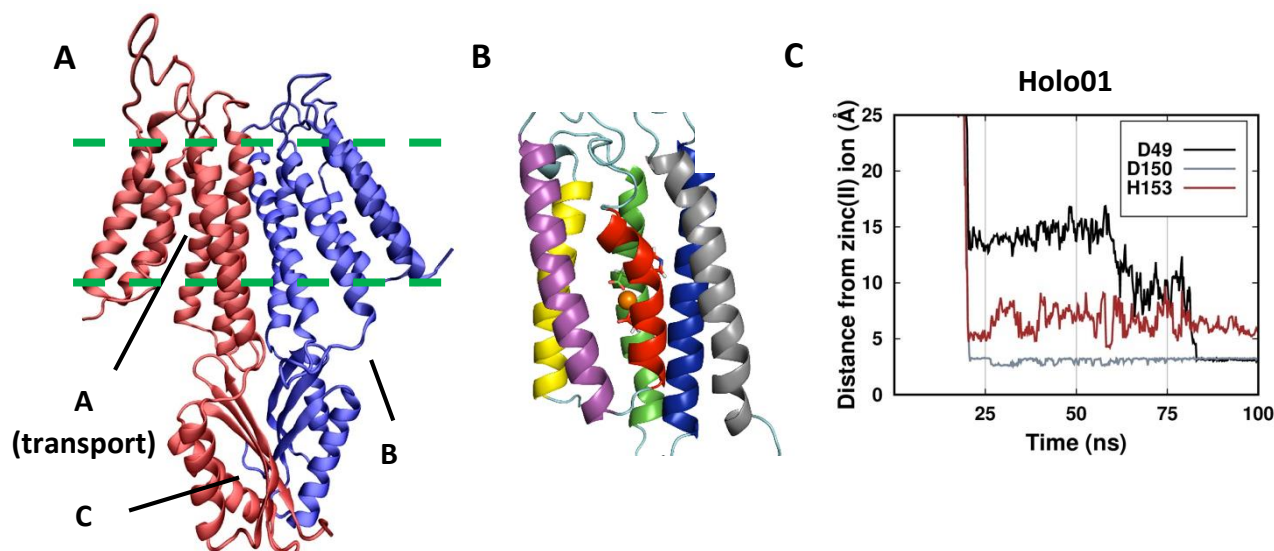 A
B
C
Holo01
A
(transport)
B
C
Distance from zinc(II) ion (Å)
25
20
15
10
5
0
D49
D150
H153
25
50
75
100
Time (ns)